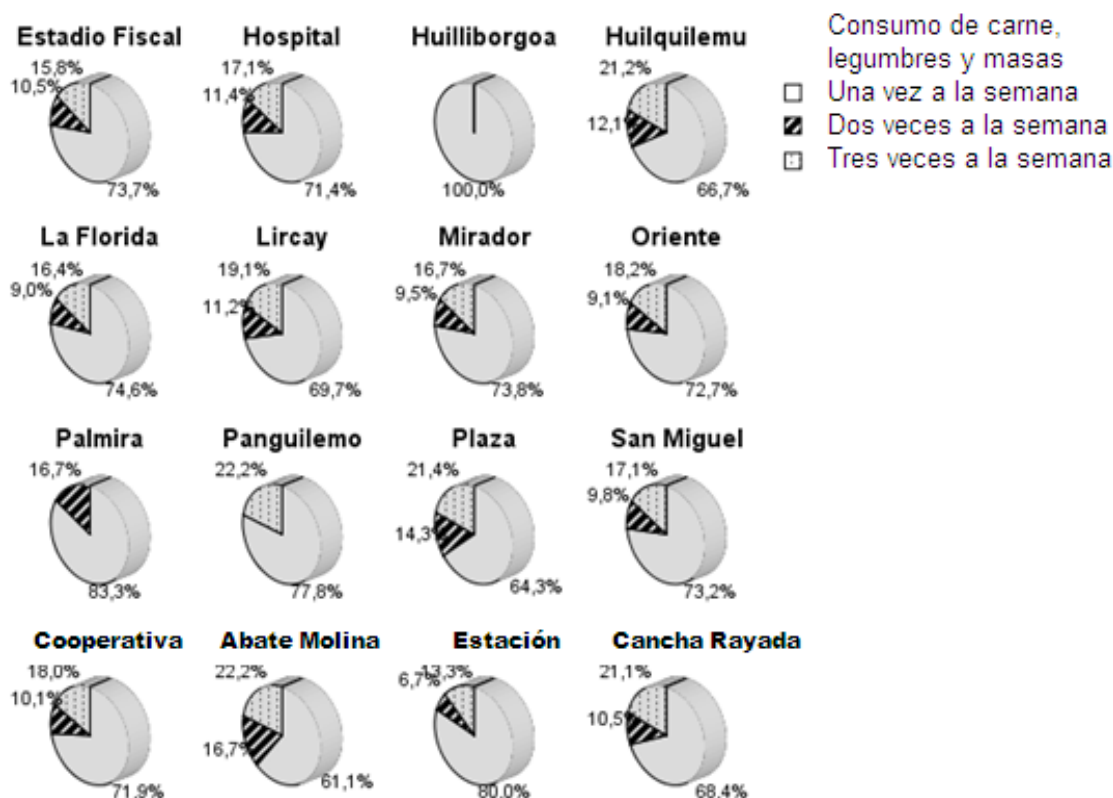 Estadio Fiscal
15,8%
10,5%
73,7%
Hospital
17,1%
11,4%
71,4%
Huilliborgoa
100,0%
Huilquilemu
21,2%
12,1%
66,7%
Consumo de carne,
legumbres y masas
Una vez a la semana
Dos veces a la semana
Tres veces a la semana
La Florida
16,4%
9,0%
74,6%
Lircay
19,1%
11,2%
69,7%
Mirador
16,7%
9,5%
73,8%
Oriente
18,2%
9,1%
72,7%
Palmira
16,7%
83,3%
Panguilemo
22,2%
77,8%
Plaza
21,4%
14,3%
64,3%
San Miguel
17,1%
9,8%
73,2%
Cooperativa
18,0%
10,1%
71,9%
Abate Molina
22,2%
16,7%
61,1%
Estación
13,3%
6,7%
80,0%
Cancha Rayada
21,1%
10,5%
68,4%